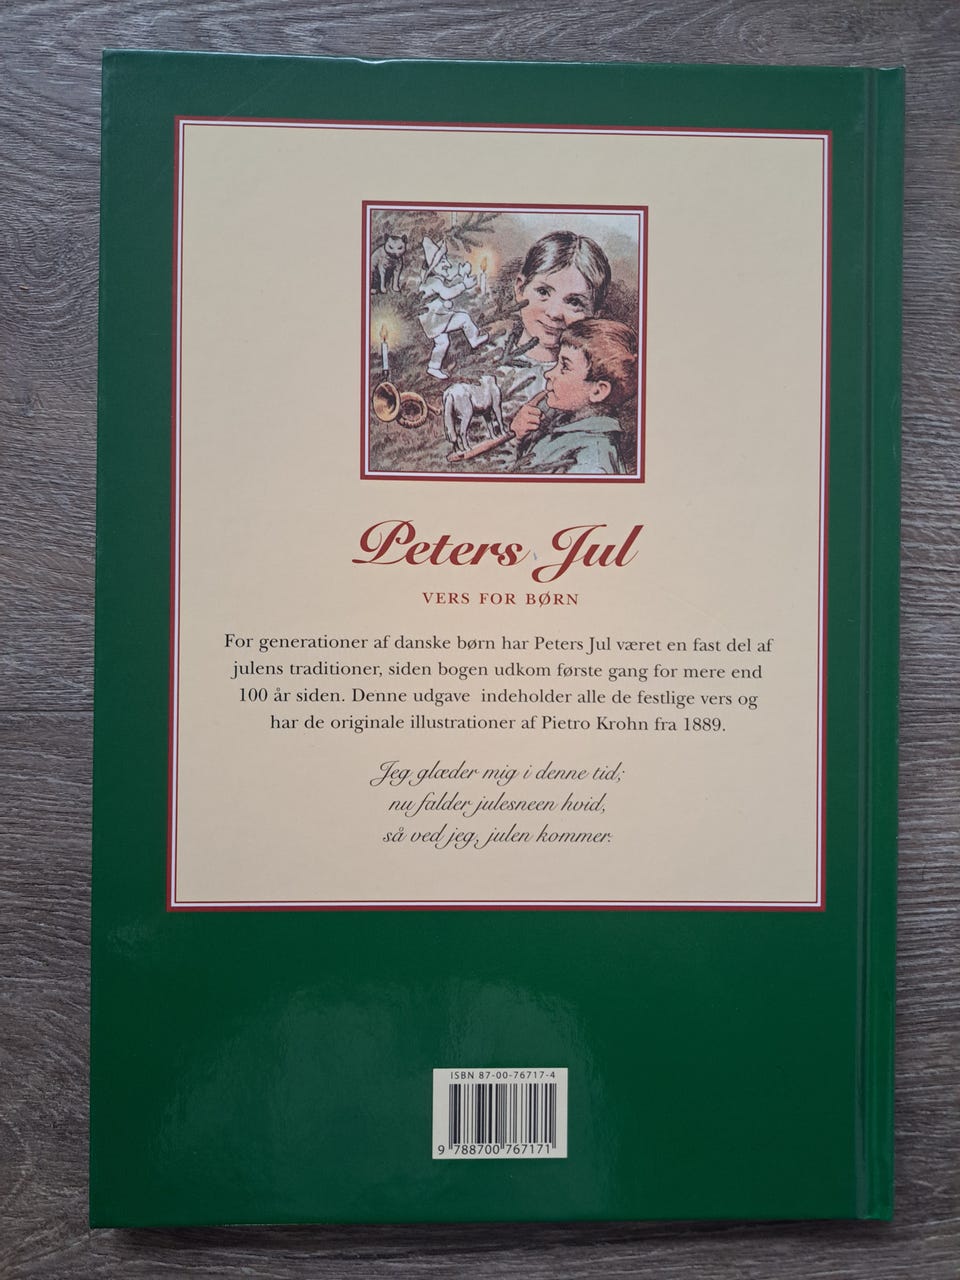 Peters Jul
VERS FOR BØRN
For generationer af danske børn har Peters Jul været en fast del af
julens traditioner, siden bogen udkom første gang for mere end
100 år siden. Denne udgave indeholder alle de festlige vers og
har de originale illustrationer af Pietro Krohn fra 1889.
Jeg glæder mig i denne tid;
nu falder julesneen hvid,
så ved jeg, julen kommer.
ISBN 87-00-76717-4
9 788700 767171